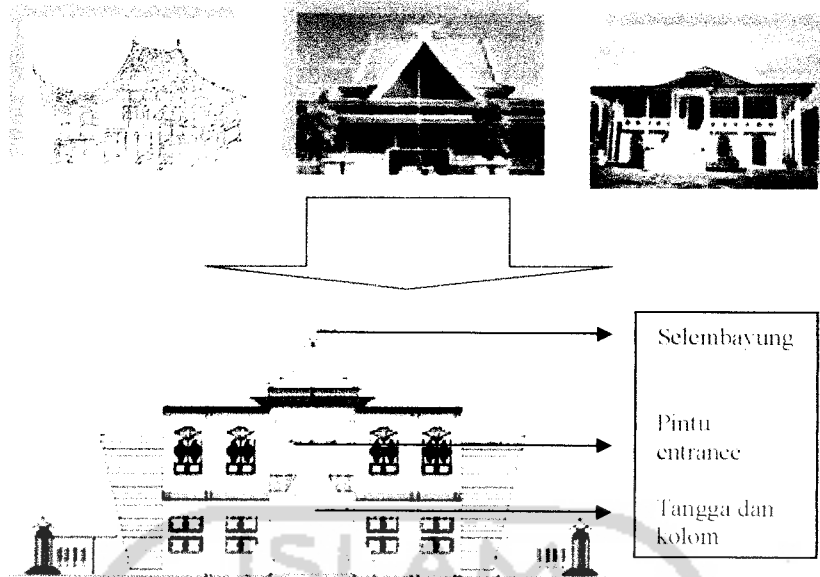 Selembayung
Pintu
entrance
Tangga dan
kolom
ISLAM